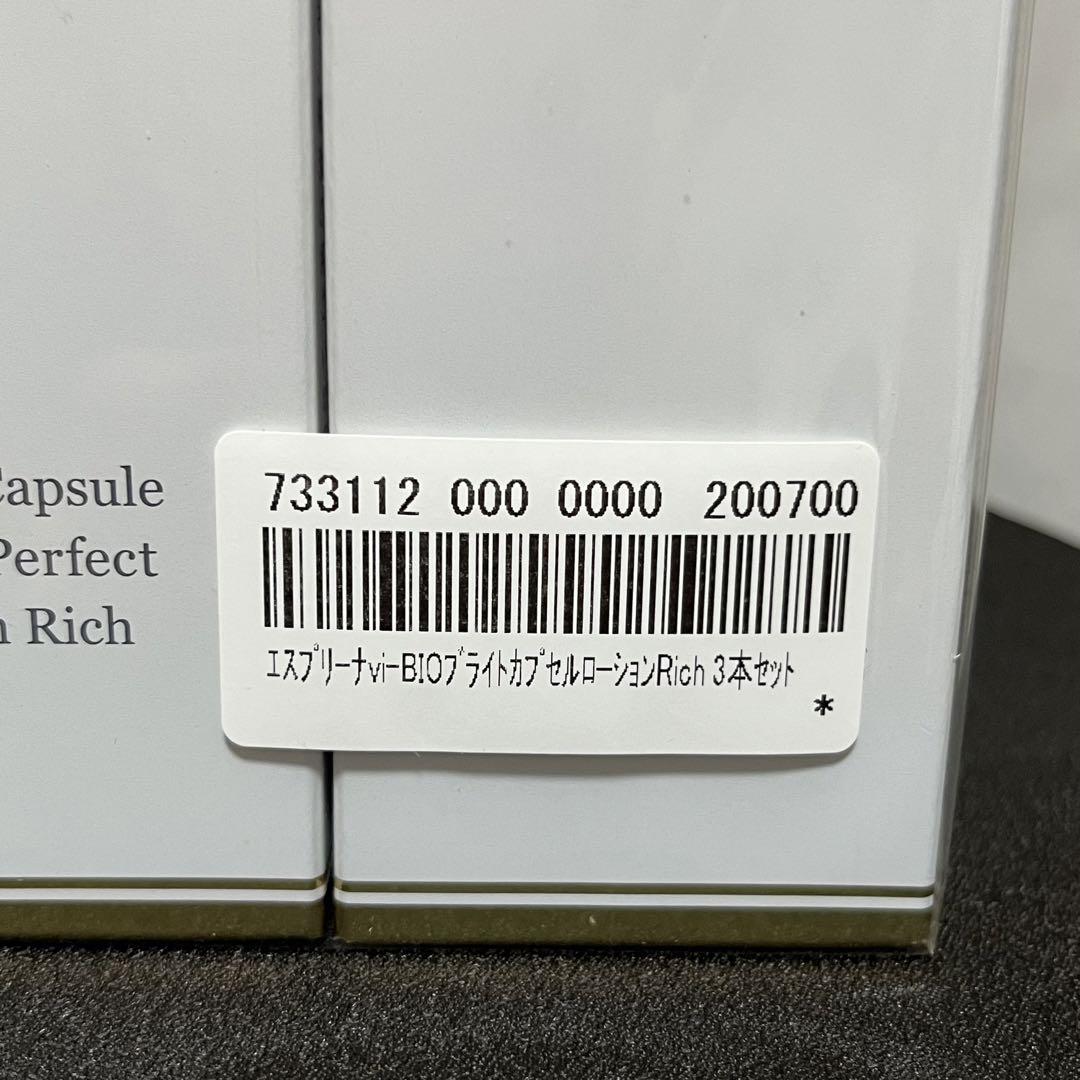 Capsule
Perfect
Rich
733112 000 0000 200700
ｴｽﾌﾟﾘｰﾅvi-BIOﾌﾞﾗｲﾄｶﾌﾟｾﾙﾛｰｼｮﾝRich 3本ｾｯﾄ
*